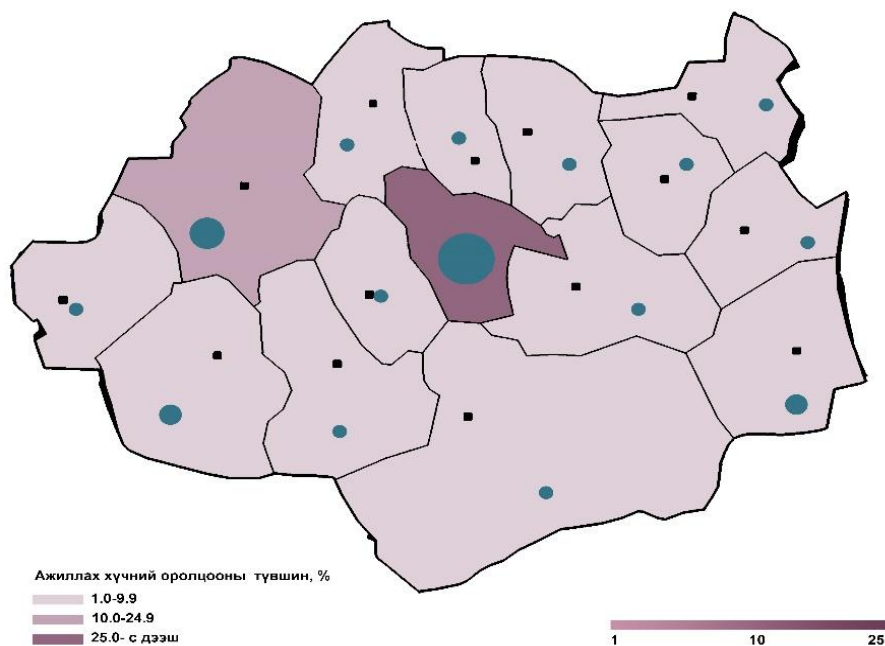 Ажиллах хүчний оролцооны түвшин, %
1.0-9.9
10.0-24.9
25.0- с дээш
1 10 25